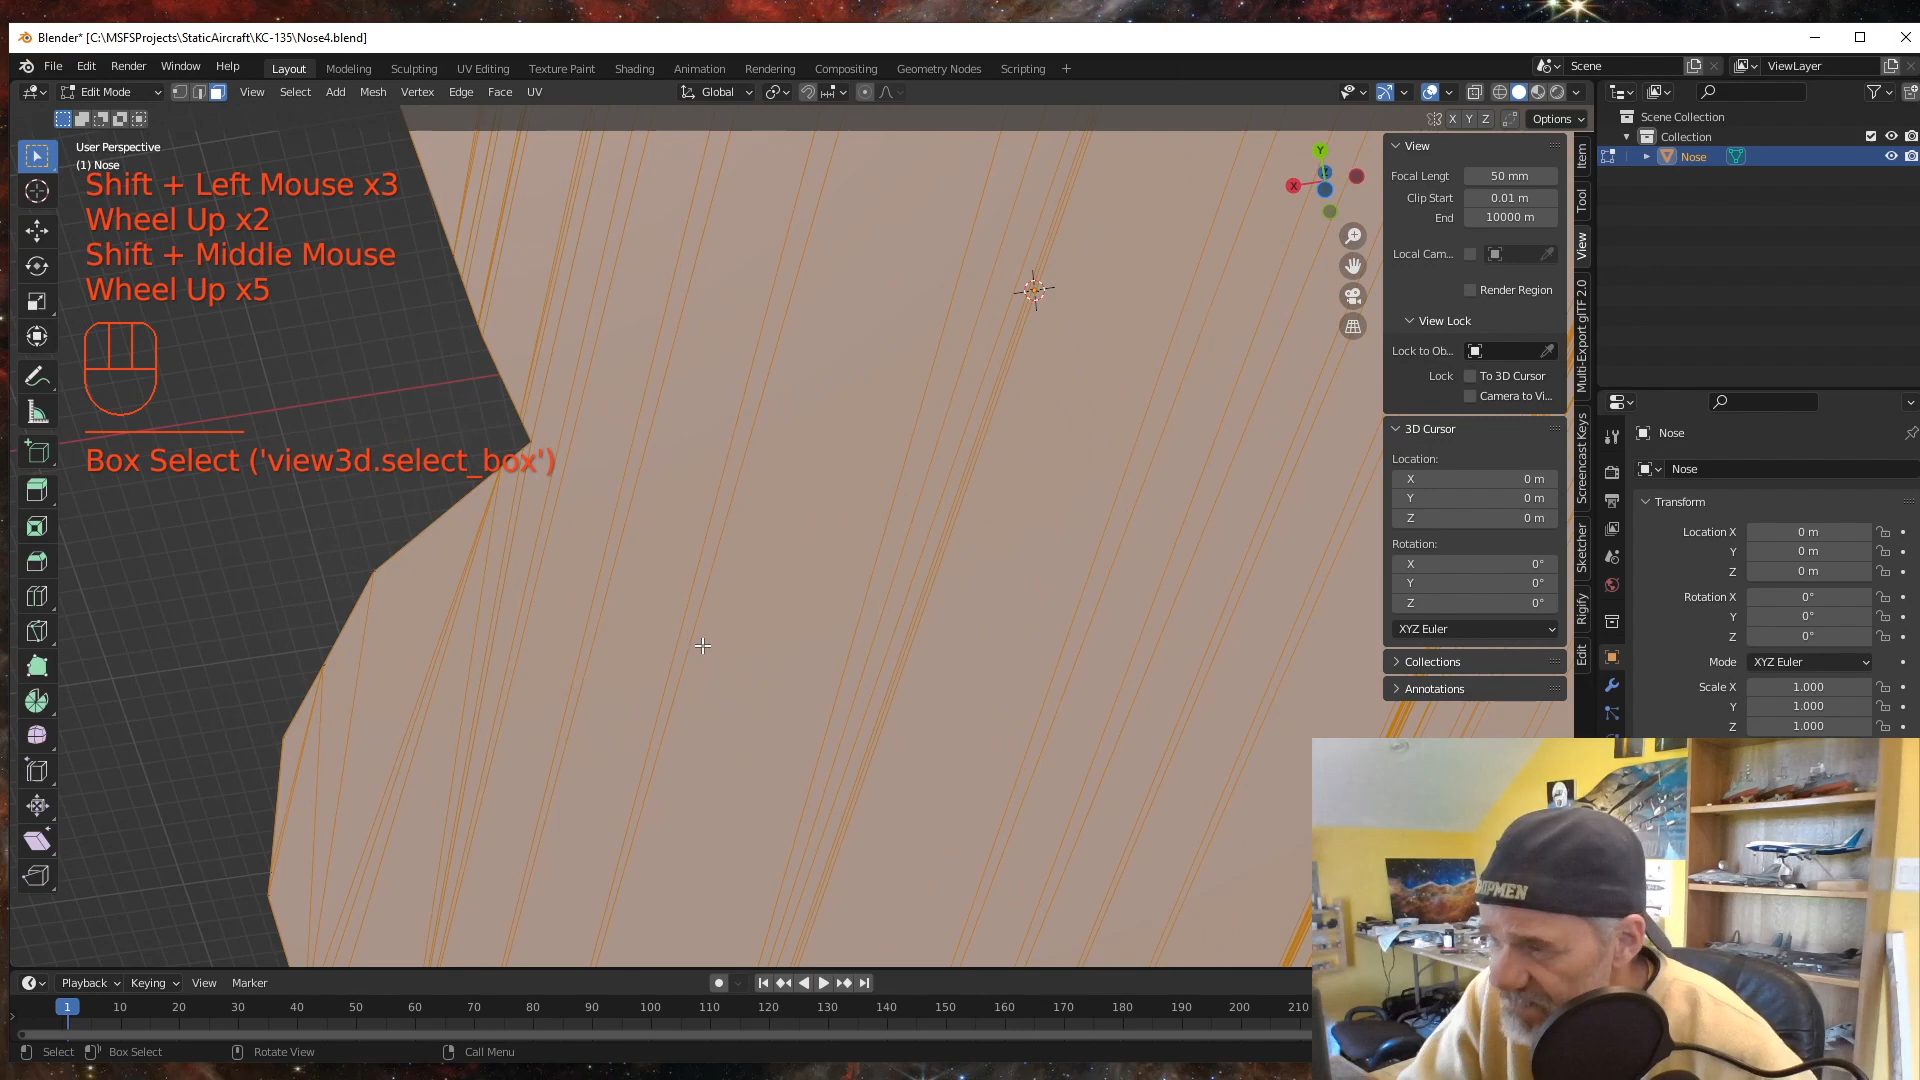 Blender* [C:\MSFSProjects\StaticAircraft\KC-135\Nose4.blend]
File Edit Render Window Help
Layout Modeling Sculpting UV Editing Texture Paint Shading Animation Rendering Compositing Geometry Nodes Scripting +
Scene ViewLayer
Edit Mode View Select Add Mesh Vertex Edge Face UV Global
X Y Z Options
User Perspective
(1) Nose
Shift + Left Mouse x3
Wheel Up x2
Shift + Middle Mouse
Wheel Up x5
Box Select ('view3d.select_box')
Y
X
Z
View
Focal Lengt 50 mm
Clip Start 0.01 m
End 10000 m
Local Cam...
Render Region
View Lock
Lock to Ob...
Lock To 3D Cursor
Camera to Vi...
3D Cursor
Location:
X 0 m
Y 0 m
Z 0 m
Rotation:
X 0°
Y 0°
Z 0°
XYZ Euler
Collections
Annotations
Item
Tool
View
Multi-Export glTF 2.0
Screencast Keys
Sketcher
Rigify
Edit
Scene Collection
Collection
Nose
Nose
Nose
Transform
Location X 0 m
Y 0 m
Z 0 m
Rotation X 0°
Y 0°
Z 0°
Mode XYZ Euler
Scale X 1.000
Y 1.000
Z 1.000
Playback Keying View Marker
1 10 20 30 40 50 60 70 80 90 100 110 120 130 140 150 160 170 180 190 200 210
Select Box Select Rotate View Call Menu